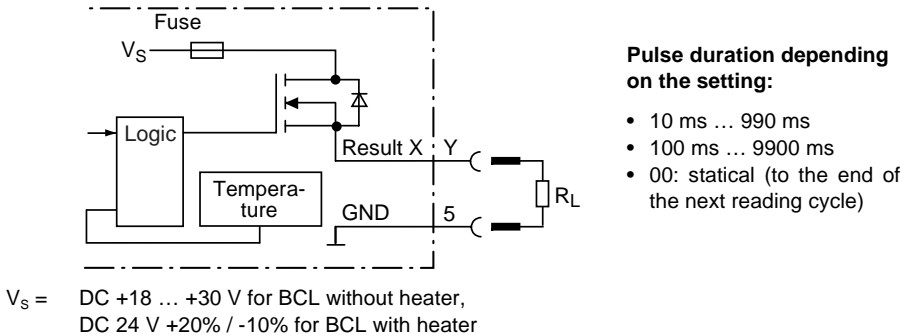 Fuse
VS
Logic
Result X Y
Tempera-
ture
GND 5
RL
Pulse duration depending
on the setting:
• 10 ms … 990 ms
• 100 ms … 9900 ms
• 00: statical (to the end of
the next reading cycle)
VS = DC +18 … +30 V for BCL without heater,
DC 24 V +20% / -10% for BCL with heater